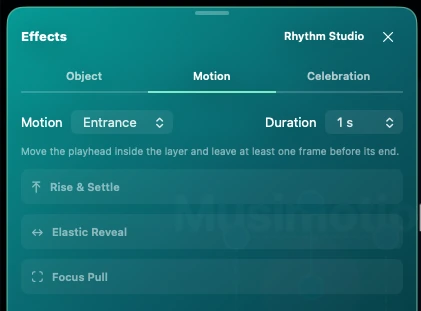 Effects
Rhythm Studio
Object
Motion
Celebration
Motion
Entrance
Duration
1 s
Move the playhead inside the layer and leave at least one frame before its end.
Rise & Settle
Elastic Reveal
Focus Pull